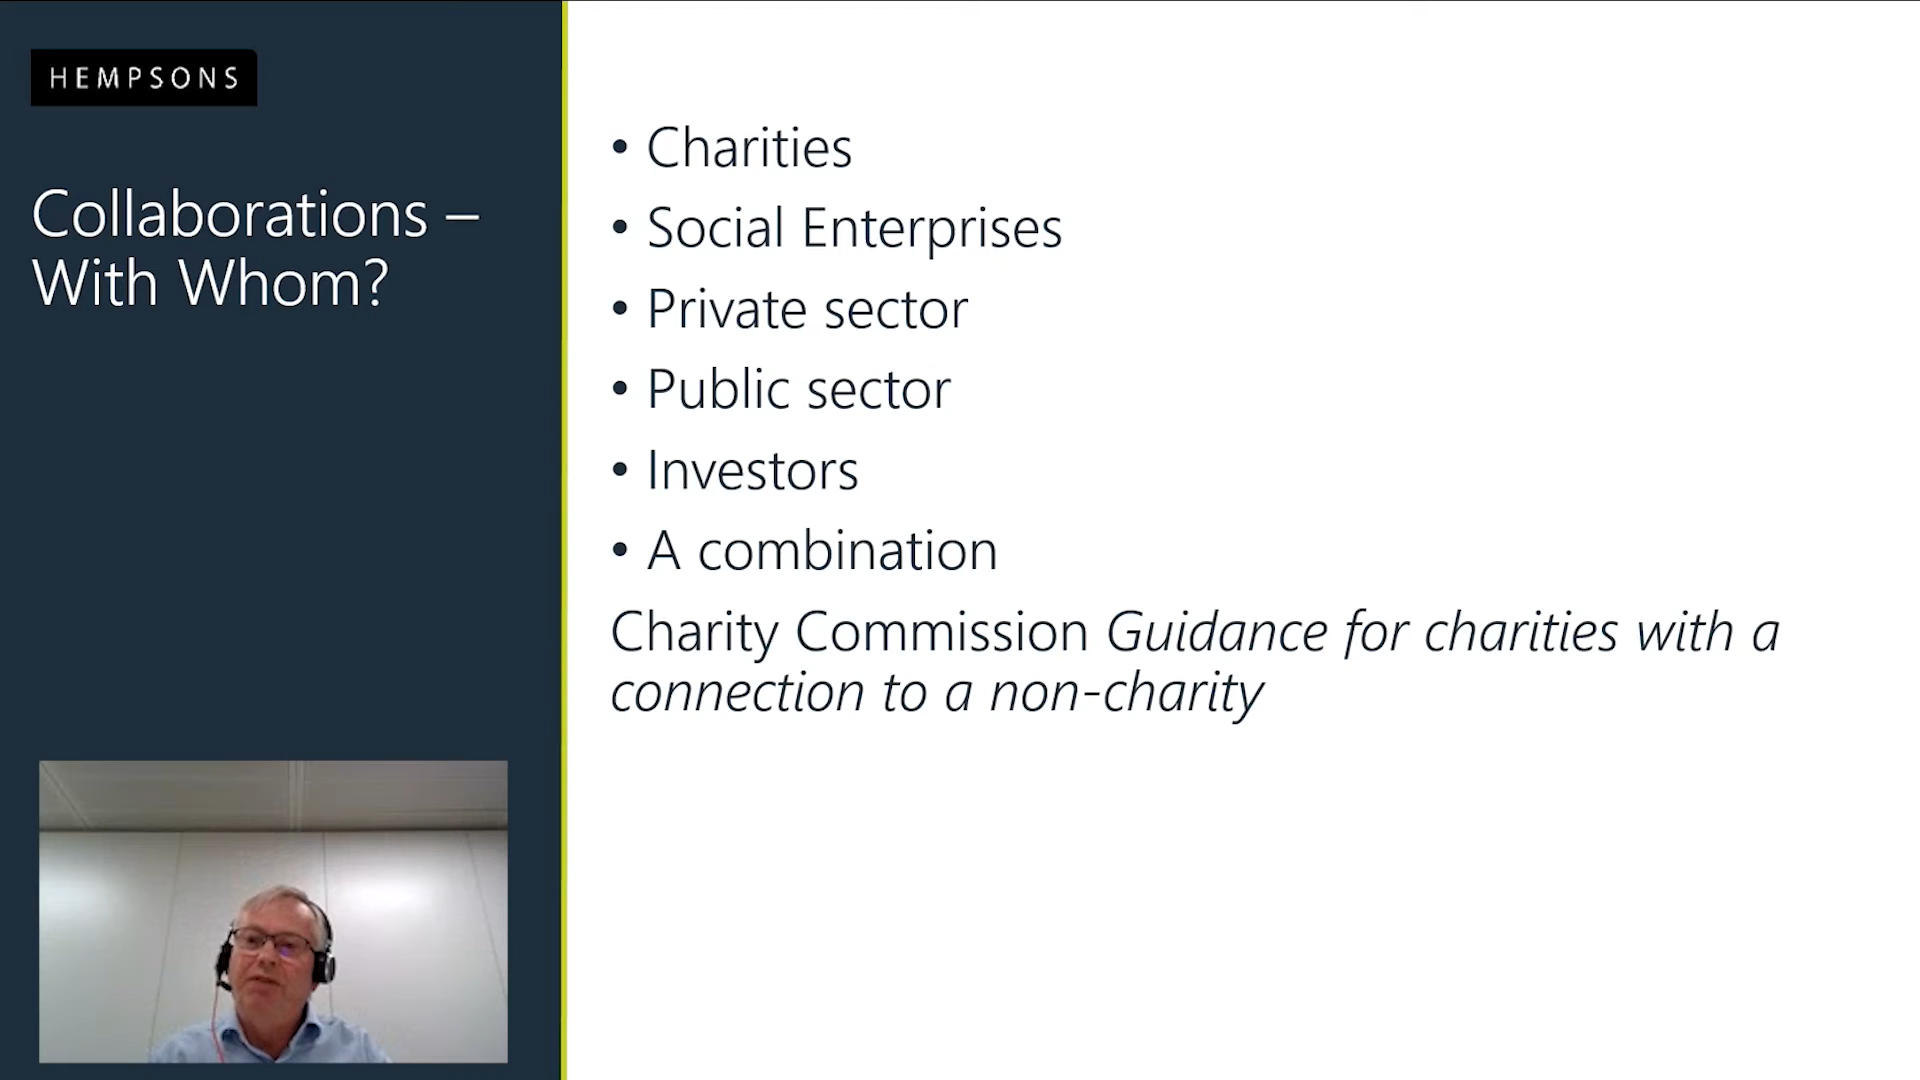 HEMPSONS
Collaborations –
With Whom?
• Charities
• Social Enterprises
• Private sector
• Public sector
• Investors
• A combination
Charity Commission Guidance for charities with a
connection to a non-charity